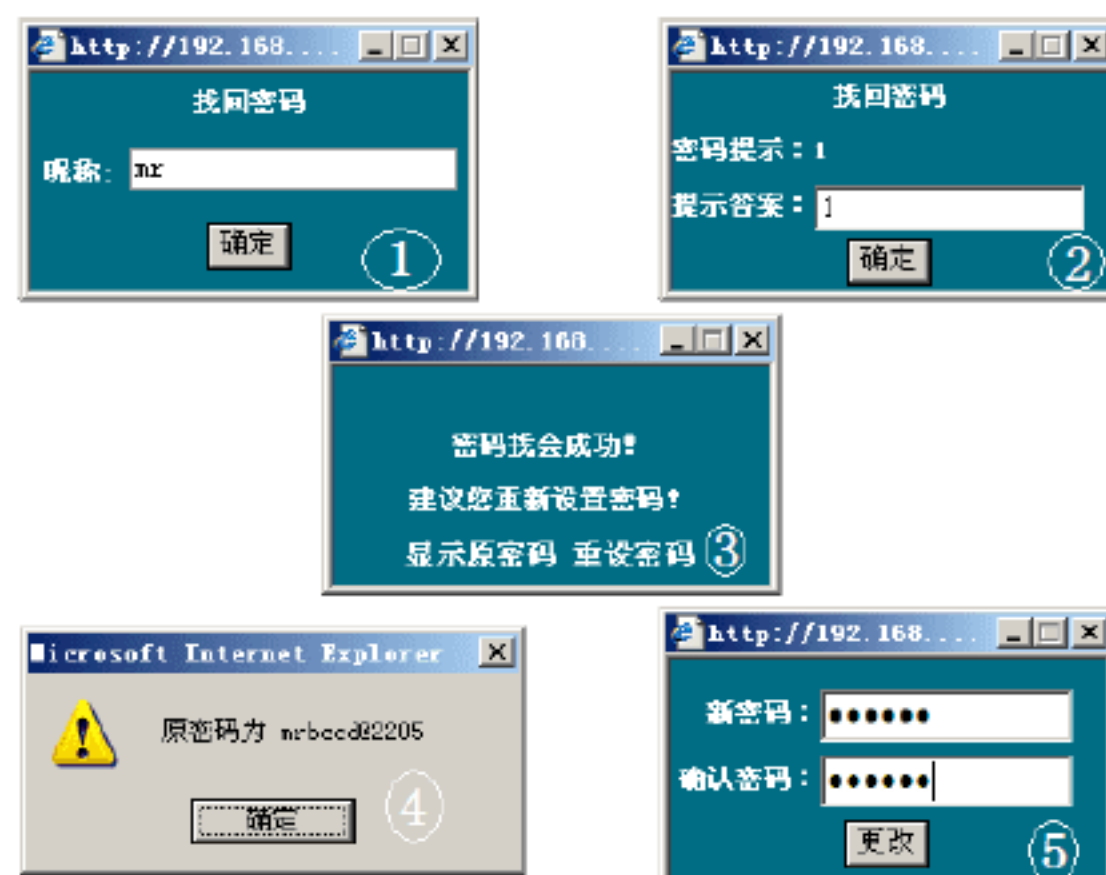 http://192.168....
找回密码
昵称: mr
确定
①
http://192.168....
找回密码
密码提示：1
提示答案：1
确定
②
http://192.168....
密码找会成功！
建议您重新设置密码！
显示原密码 重设密码
③
Microsoft Internet Explorer
原密码为
确定
④
http://192.168....
新密码：●●●●●●
确认密码：●●●●●●
更改
⑤